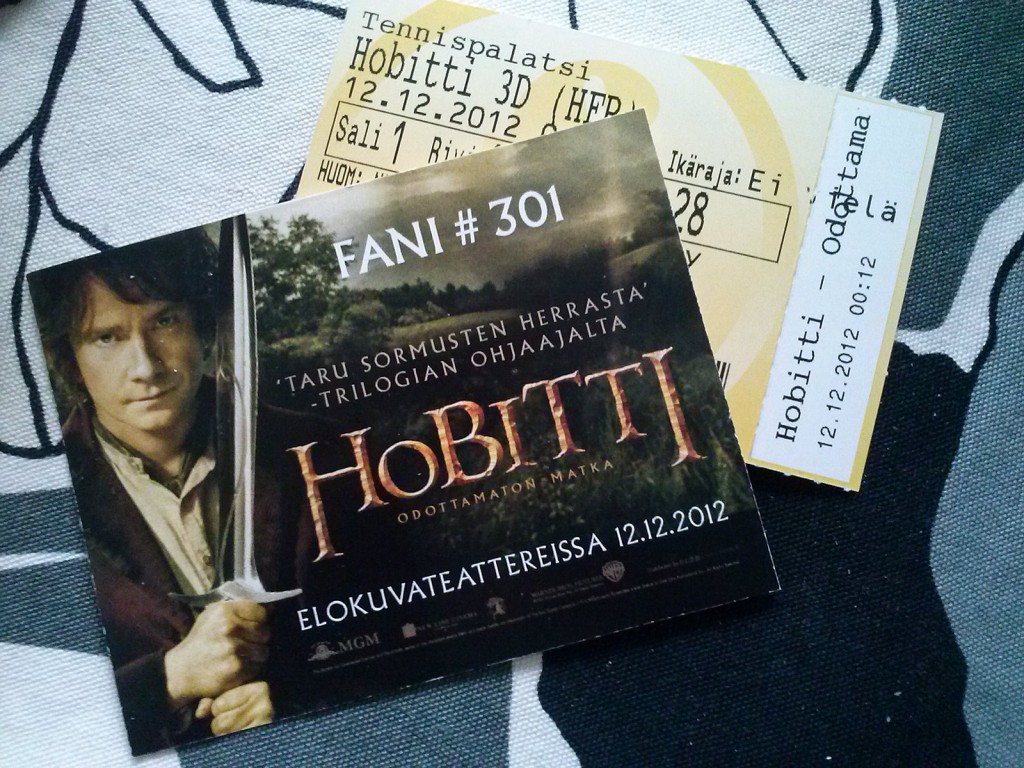 Tennispalatsi
Hobitti 3D (HFR)
12.12.2012
Sali 1
HUOM:
Ikäraja: Ei
28
Hobitti - Odottama
12.12.2012 00:12
FANI # 301
'TARU SORMUSTEN HERRASTA'
-TRILOGIAN OHJAAJALTA
HOBITTI
ODOTTAMATON MATKA
ELOKUVATEATTEREISSA 12.12.2012
MGM